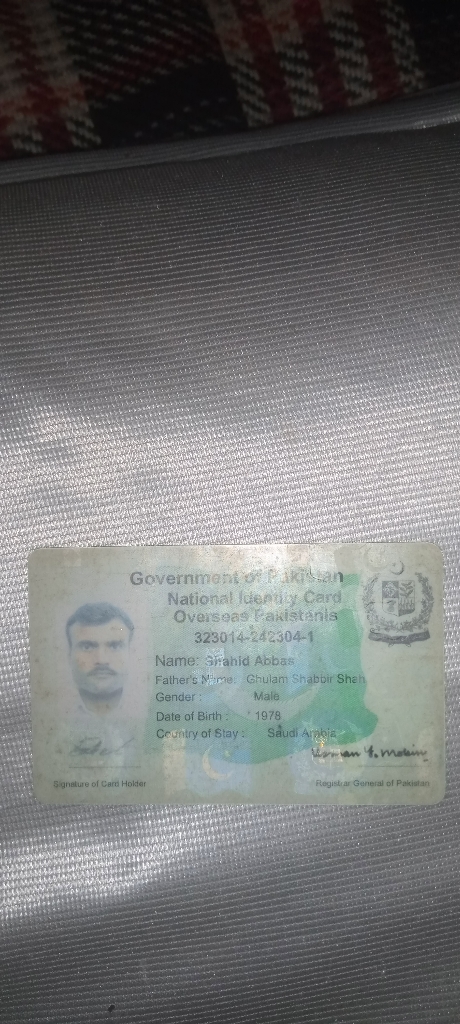 Government of Pakistan
National Identity Card
Overseas Pakistanis
323014-242304-1
Name: Shahid Abbas
Father's Name: Ghulam Shabbir Shah
Gender : Male
Date of Birth : 1978
Country of Stay : Saudi Arabia
Signature of Card Holder
Registrar General of Pakistan